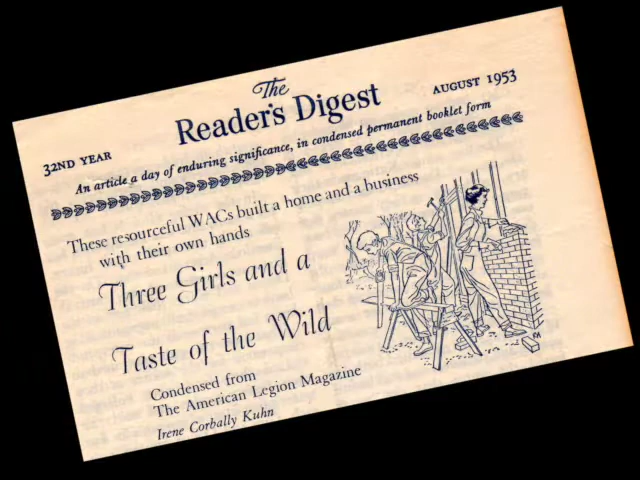 The
Reader's Digest
32ND YEAR
AUGUST 1953
An article a day of enduring significance, in condensed permanent booklet form
These resourceful WACs built a home and a business
with their own hands
Three Girls and a
Taste of the Wild
Condensed from
The American Legion Magazine
Irene Corbally Kuhn